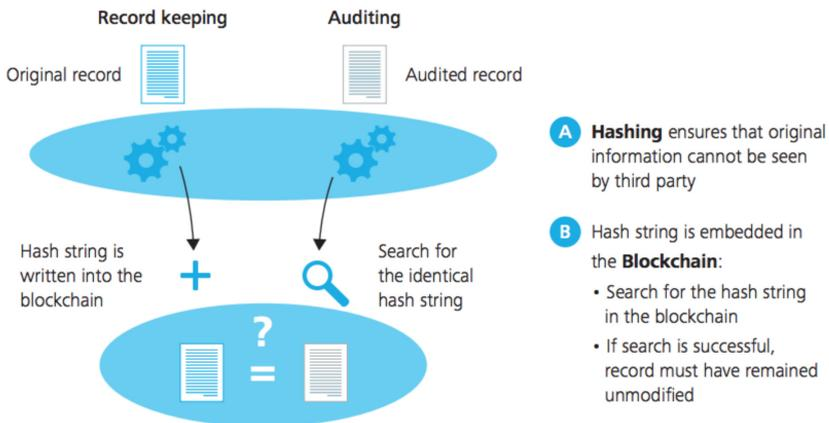 Record keeping
Auditing
Original record
Audited record
Hash string is
written into the
blockchain
+
Search for
the identical
hash string
?
=
A Hashing ensures that original
information cannot be seen
by third party
B Hash string is embedded in
the Blockchain:
• Search for the hash string
in the blockchain
• If search is successful,
record must have remained
unmodified